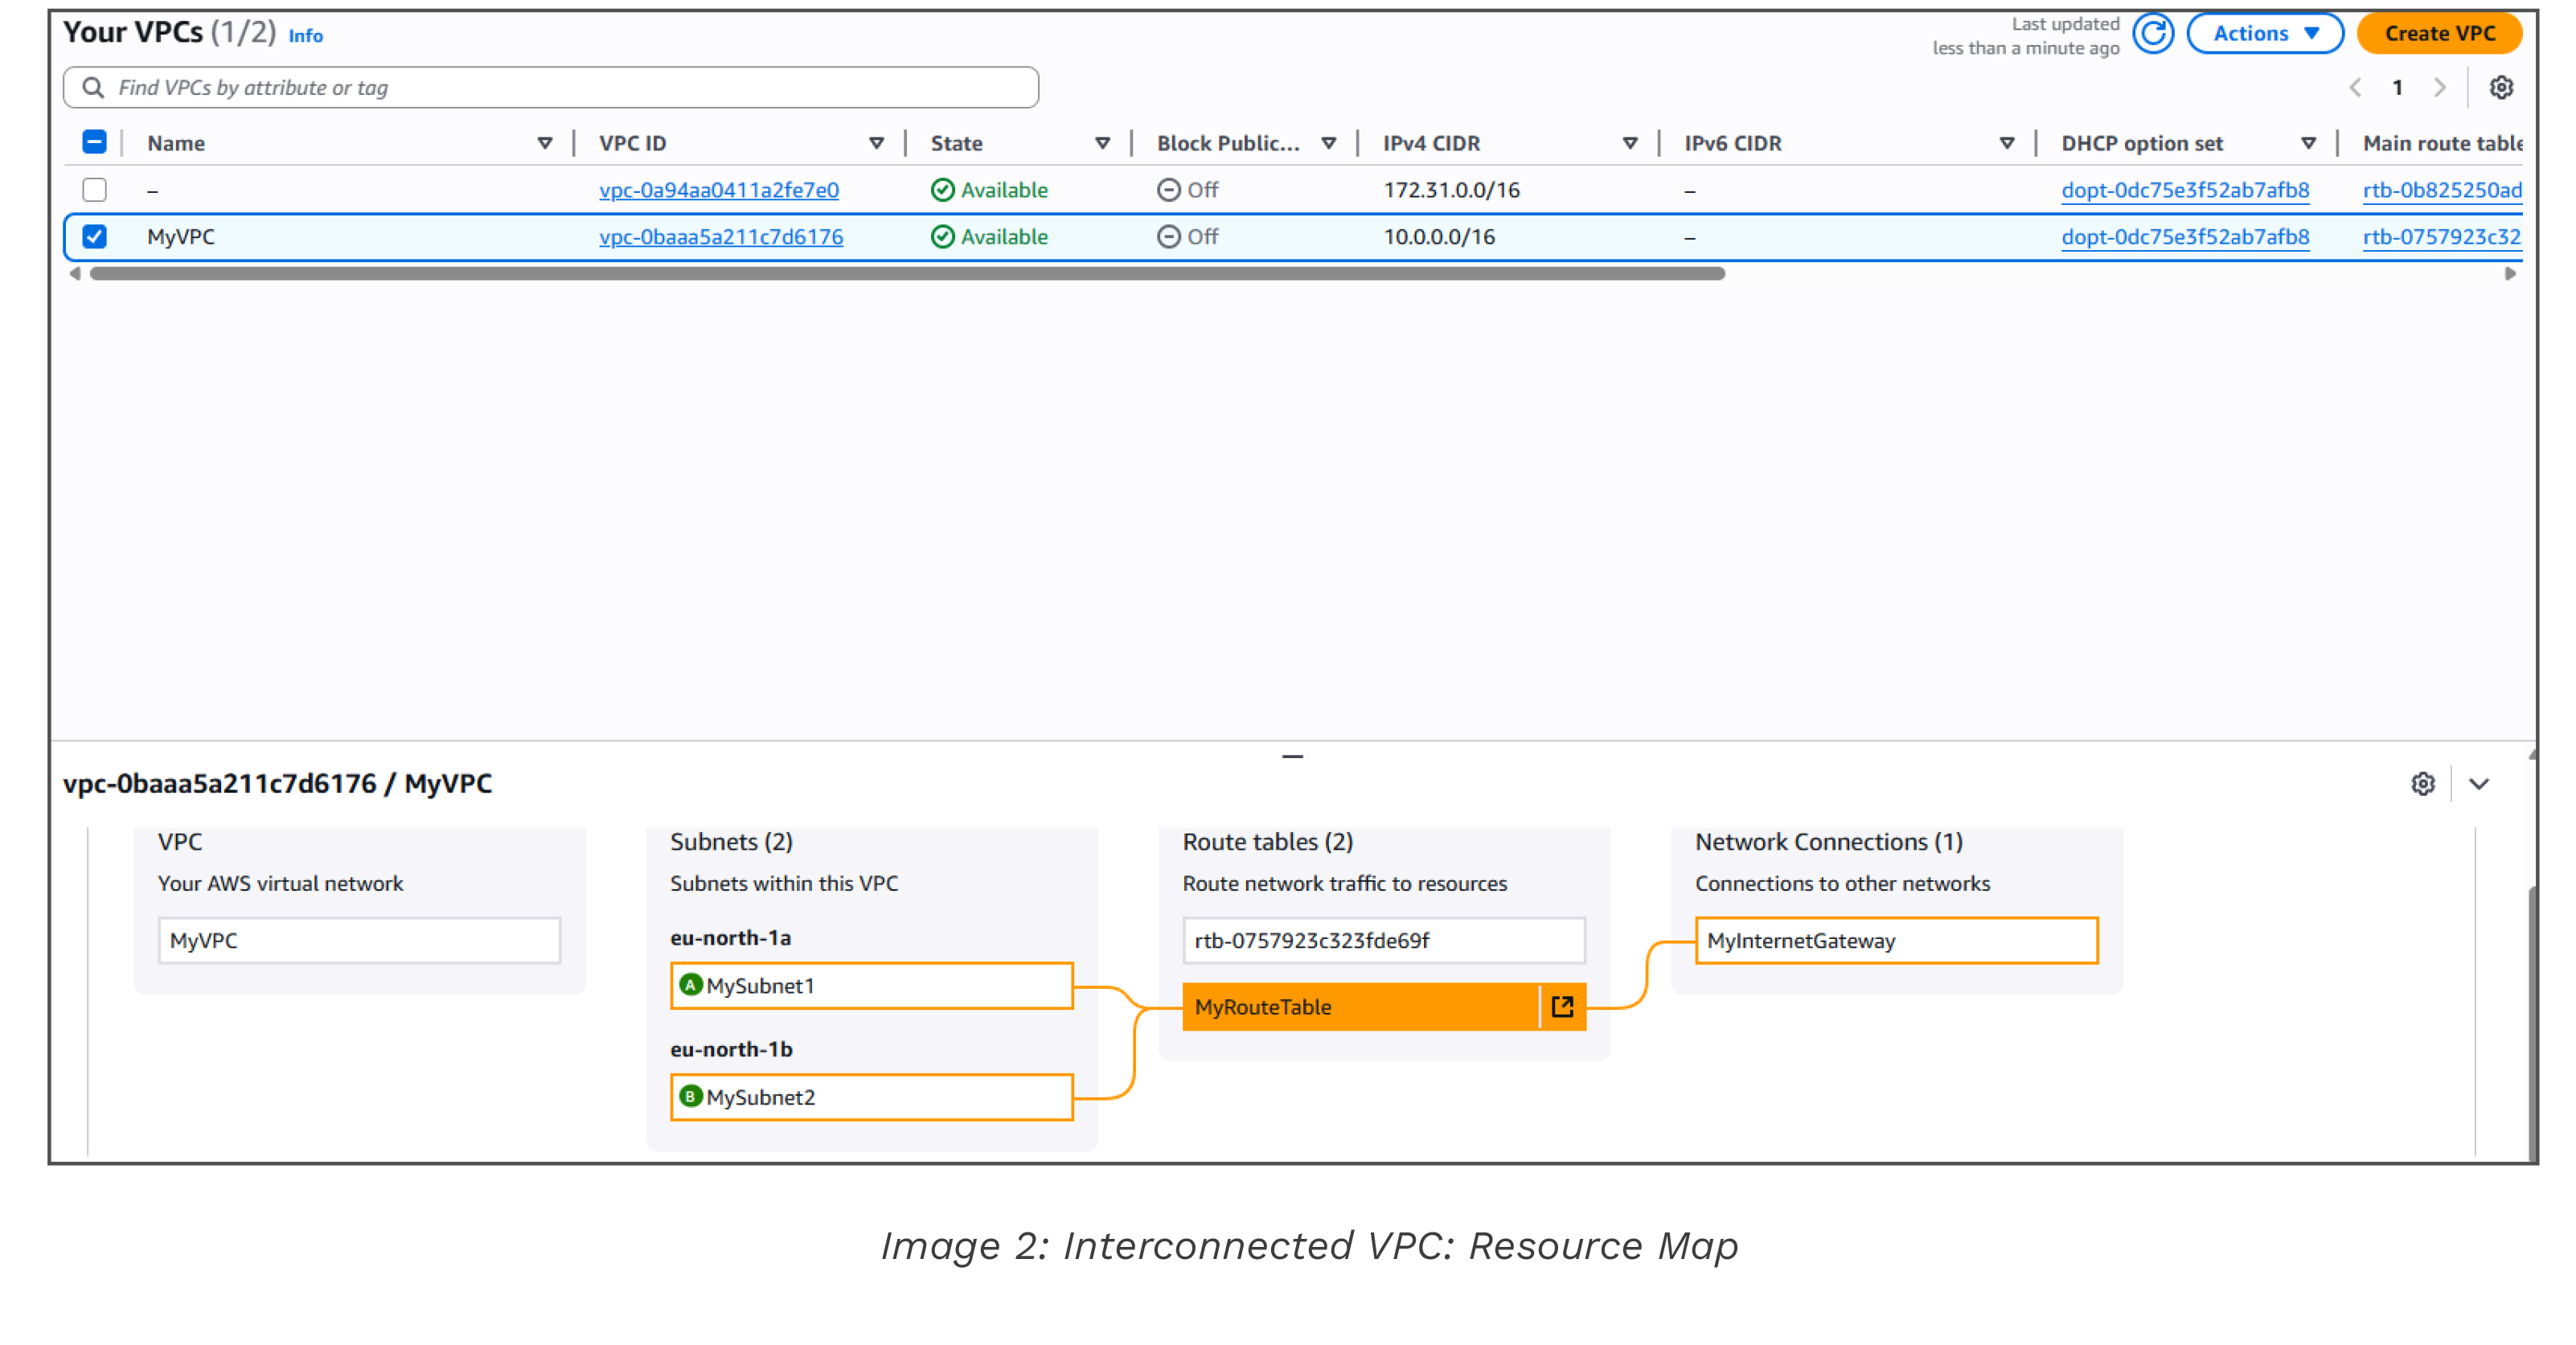 Your VPCs (1/2) Info
Last updated
less than a minute ago
Actions
Create VPC
Find VPCs by attribute or tag
1
Name VPC ID State Block Public... IPv4 CIDR IPv6 CIDR DHCP option set Main route table
– vpc-0a94aa0411a2fe7e0 Available Off 172.31.0.0/16 – dopt-0dc75e3f52ab7afb8 rtb-0b825250ad
MyVPC vpc-0baaa5a211c7d6176 Available Off 10.0.0.0/16 – dopt-0dc75e3f52ab7afb8 rtb-0757923c32
vpc-0baaa5a211c7d6176 / MyVPC
VPC
Your AWS virtual network
MyVPC
Subnets (2)
Subnets within this VPC
eu-north-1a
A MySubnet1
eu-north-1b
B MySubnet2
Route tables (2)
Route network traffic to resources
rtb-0757923c323fde69f
MyRouteTable
Network Connections (1)
Connections to other networks
MyInternetGateway
Image 2: Interconnected VPC: Resource Map